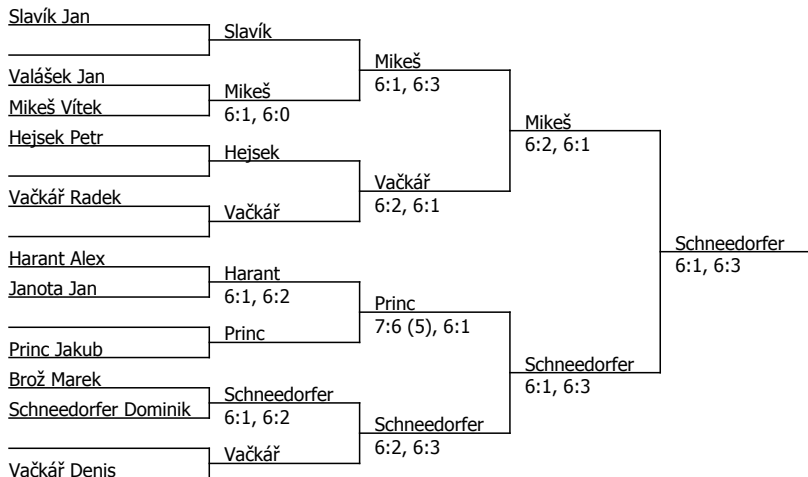 Slavík Jan
Slavík
Mikeš
6:1, 6:3
Valášek Jan
Mikeš
6:1, 6:0
Mikeš Vítek
Mikeš
6:2, 6:1
Hejsek Petr
Hejsek
Vačkář
6:2, 6:1
Vačkář Radek
Vačkář
Schneedorfer
6:1, 6:3
Harant Alex
Harant
6:1, 6:2
Janota Jan
Princ
7:6 (5), 6:1
Princ
Princ Jakub
Schneedorfer
6:1, 6:3
Brož Marek
Schneedorfer
6:1, 6:2
Schneedorfer Dominik
Schneedorfer
6:2, 6:3
Vačkář
Vačkář Denis